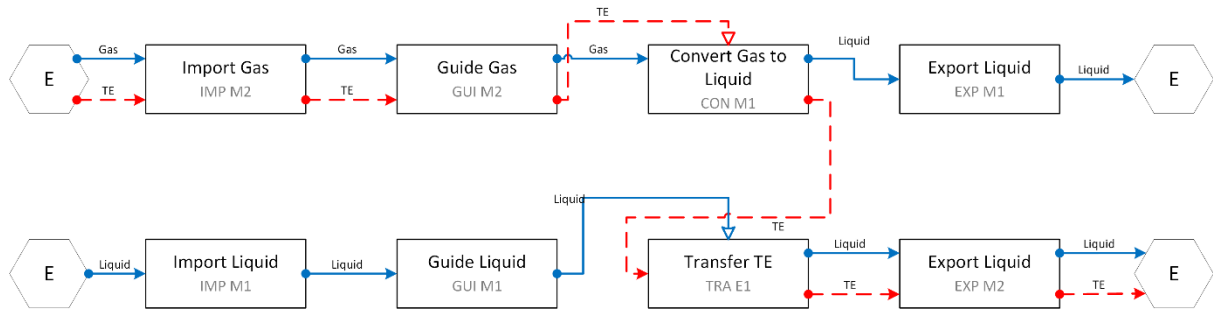 TE
Gas
Gas
Gas
Liquid
E
Import Gas
IMP M2
Guide Gas
GUI M2
Convert Gas to
Liquid
CON M1
Export Liquid
EXP M1
Liquid
E
TE
TE
Liquid
TE
Liquid
Liquid
E
Liquid
Import Liquid
IMP M1
Liquid
Guide Liquid
GUI M1
Transfer TE
TRA E1
Export Liquid
EXP M2
E
TE
TE